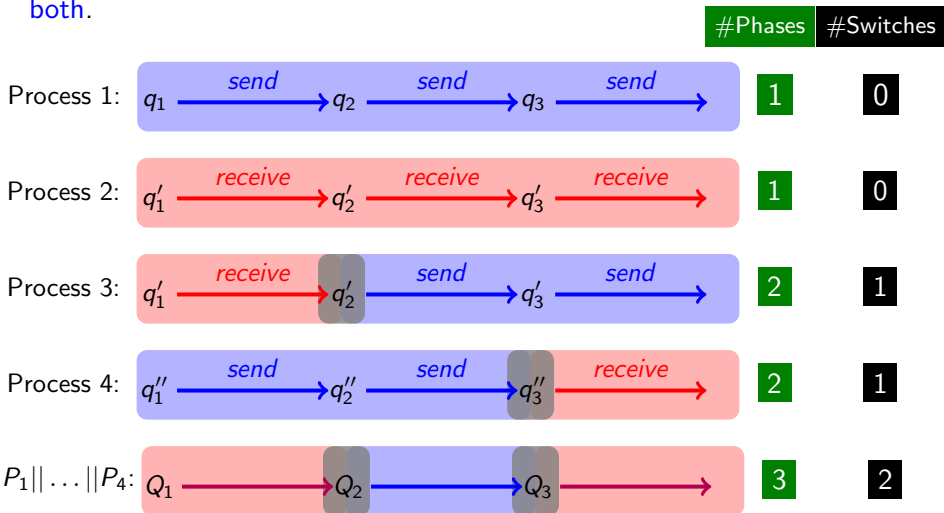 both.
#Phases #Switches
send send send
Process 1: q1 q2 q3 1 0
receive receive receive
Process 2: q′1 q′2 q′3 1 0
receive send send
Process 3: q′1 q′2 q′3 2 1
send send receive
Process 4: q′′1 q′′2 q′′3 2 1
P1||...||P4: Q1 Q2 Q3 3 2